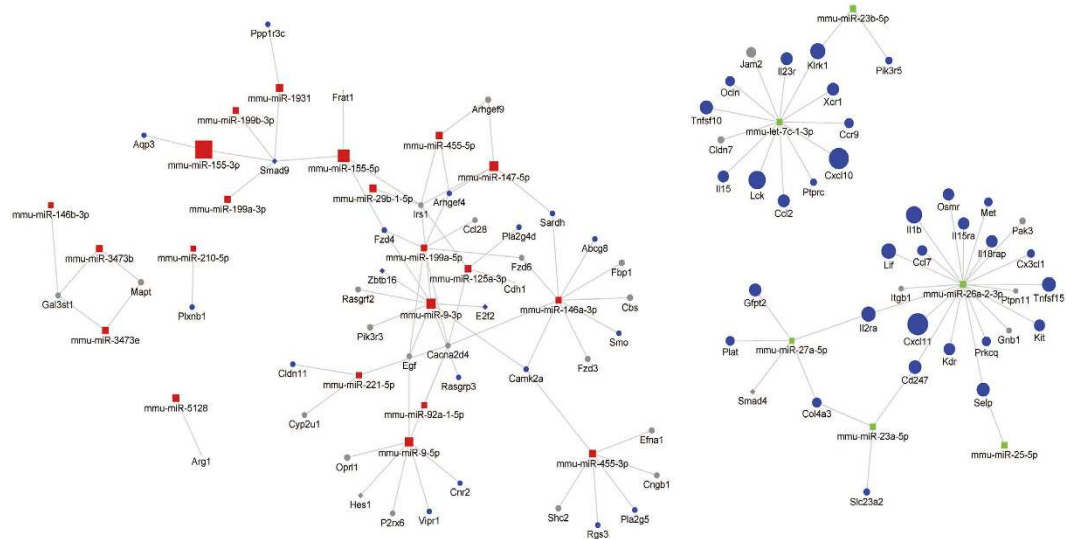 Ppp1r3c
mmu-miR-1931
mmu-miR-199b-3p
Frat1
Aqp3
mmu-miR-155-3p
Smad9
mmu-miR-155-5p
mmu-miR-199a-3p
mmu-miR-29b-1-5p
Arhgef9
mmu-miR-455-5p
mmu-miR-147-5p
Arhgef4
Irs1
Sardh
mmu-miR-146b-3p
mmu-miR-3473b
Gal3st1
Mapt
mmu-miR-3473e
mmu-miR-210-5p
Plxnb1
Fzd4
Ccl28
Pla2g4d
mmu-miR-199a-5p
Fzd6
Abcg8
Zbtb16
mmu-miR-125a-3p
Cdh1
Fbp1
Rasgrf2
mmu-miR-9-3p
E2f2
mmu-miR-146a-3p
Cbs
Pik3r3
Egf
Cacna2d4
Smo
Fzd3
Cldn11
mmu-miR-221-5p
Rasgrp3
Camk2a
Cyp2u1
mmu-miR-92a-1-5p
mmu-miR-5128
Arg1
mmu-miR-9-5p
Oprl1
Hes1
P2rx6
Vipr1
Cnr2
Efna1
mmu-miR-455-3p
Cngb1
Shc2
Rgs3
Pla2g5
mmu-miR-23b-5p
Jam2
Il23r
Klrk1
Pik3r5
Ocln
Xcr1
Tnfsf10
mmu-let-7c-1-3p
Ccr9
Cldn7
Cxcl10
Il15
Lck
Ccl2
Ptprc
Osmr
Met
Il1b
Il15ra
Pak3
Il18rap
Lif
Ccl7
Cx3cl1
Itgb1
mmu-miR-26a-2-3p
Ptpn11
Tnfsf15
Gfpt2
Il2ra
Cxcl11
Gnb1
Kit
Plat
mmu-miR-27a-5p
Kdr
Prkcq
Cd247
Smad4
Col4a3
Selp
mmu-miR-23a-5p
mmu-miR-25-5p
Slc23a2